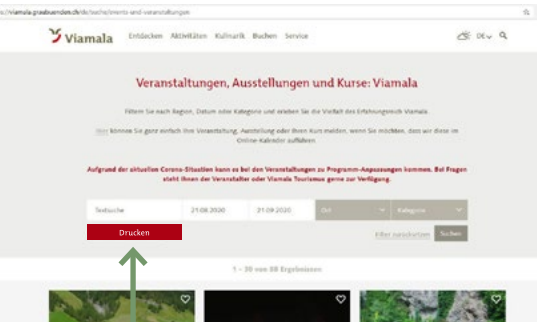 //viamala.graubuenden.ch/de/suche/events-und-veranstaltungen
Viamala Entdecken Aktivitäten Kulinarik Buchen Service DE
Veranstaltungen, Ausstellungen und Kurse: Viamala
Filtern Sie nach Region, Datum oder Kategorie und erleben Sie die Vielfalt des Erfahrungsreich Viamala.
Hier können Sie ganz einfach Ihre Veranstaltung, Ausstellung oder Ihren Kurs melden, wenn Sie möchten, dass wir diese im
Online-Kalender aufführen.
Aufgrund der aktuellen Corona-Situation kann es bei den Veranstaltungen zu Programm-Anpassungen kommen. Bei Fragen
steht Ihnen der Veranstalter oder Viamala Tourismus gerne zur Verfügung.
Textsuche 21.08.2020 21.09.2020 Ort Kategorie
Drucken Filter zurücksetzen Suchen
1 - 30 von 88 Ergebnissen